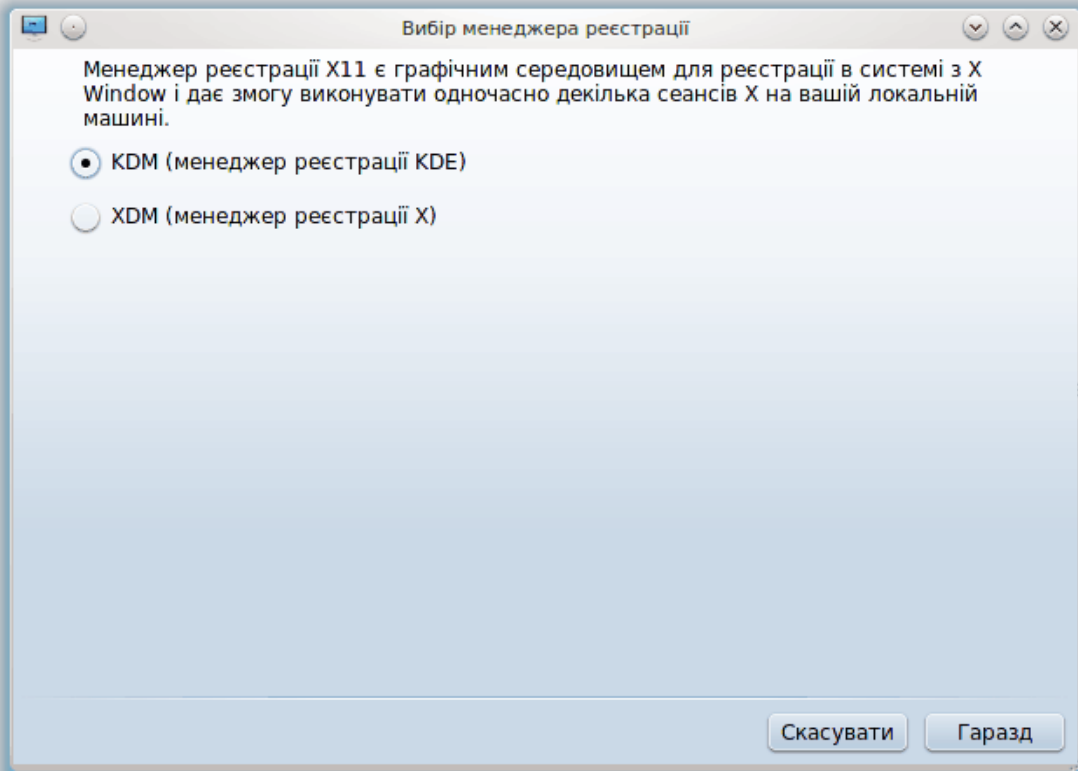 Вибір менеджера реєстрації
Менеджер реєстрації X11 є графічним середовищем для реєстрації в системі з X
Window і дає змогу виконувати одночасно декілька сеансів X на вашій локальній
машині.
KDM (менеджер реєстрації KDE)
XDM (менеджер реєстрації X)
Скасувати
Гаразд